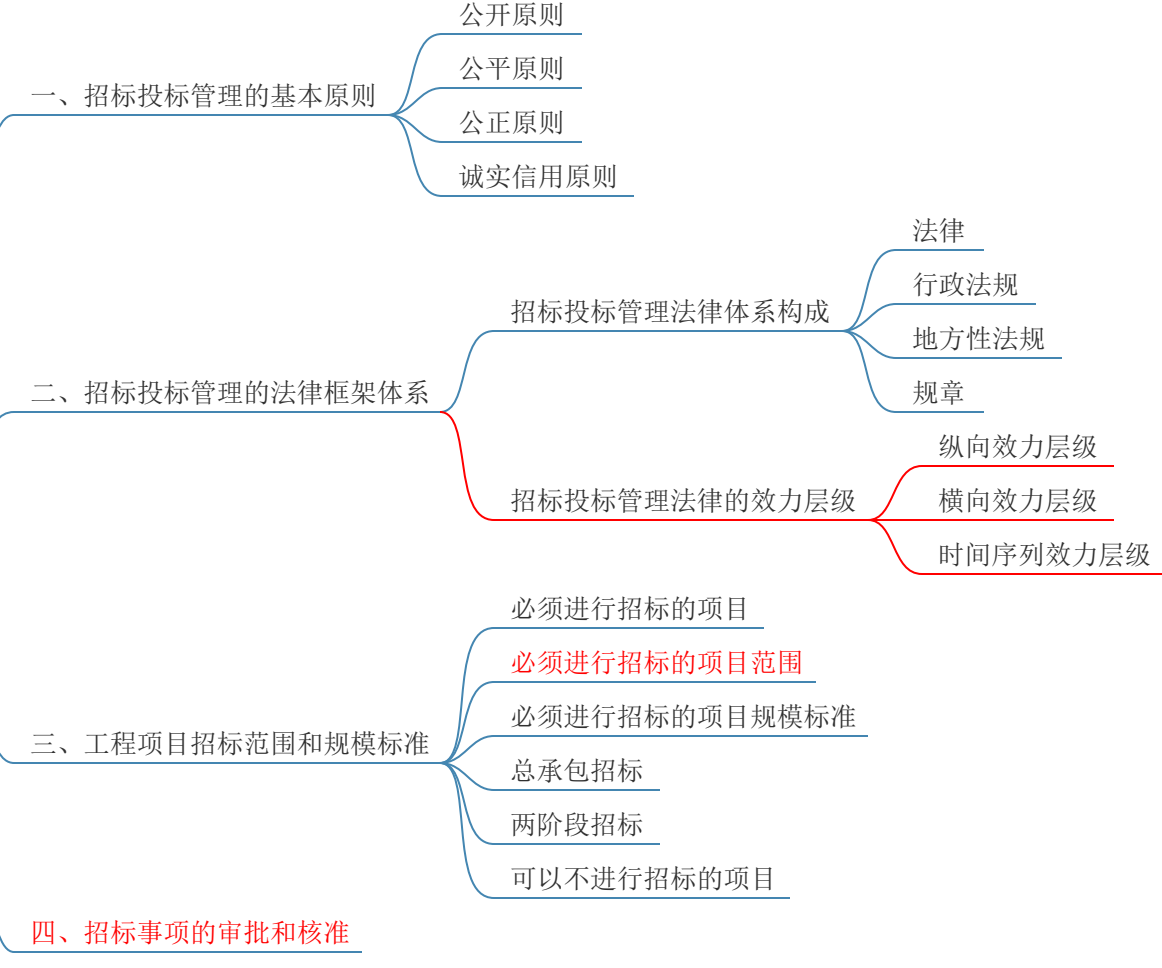 一、招标投标管理的基本原则
公开原则
公平原则
公正原则
诚实信用原则
二、招标投标管理的法律框架体系
招标投标管理法律体系构成
法律
行政法规
地方性法规
规章
招标投标管理法律的效力层级
纵向效力层级
横向效力层级
时间序列效力层级
三、工程项目招标范围和规模标准
必须进行招标的项目
必须进行招标的项目范围
必须进行招标的项目规模标准
总承包招标
两阶段招标
可以不进行招标的项目
四、招标事项的审批和核准